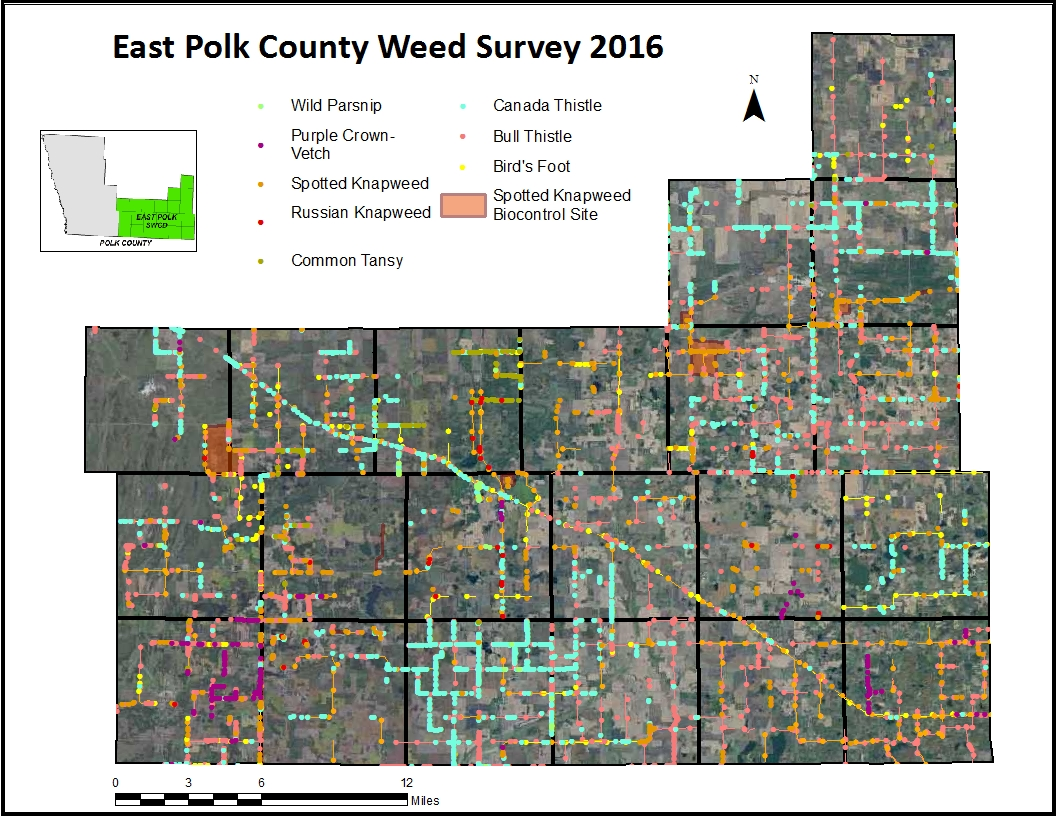 East Polk County Weed Survey 2016
Wild Parsnip
Purple Crown-
Vetch
Spotted Knapweed
Russian Knapweed
Common Tansy
Canada Thistle
Bull Thistle
Bird's Foot
Spotted Knapweed
Biocontrol Site
N
EAST POLK
SWCD
POLK COUNTY
0 3 6 12
Miles